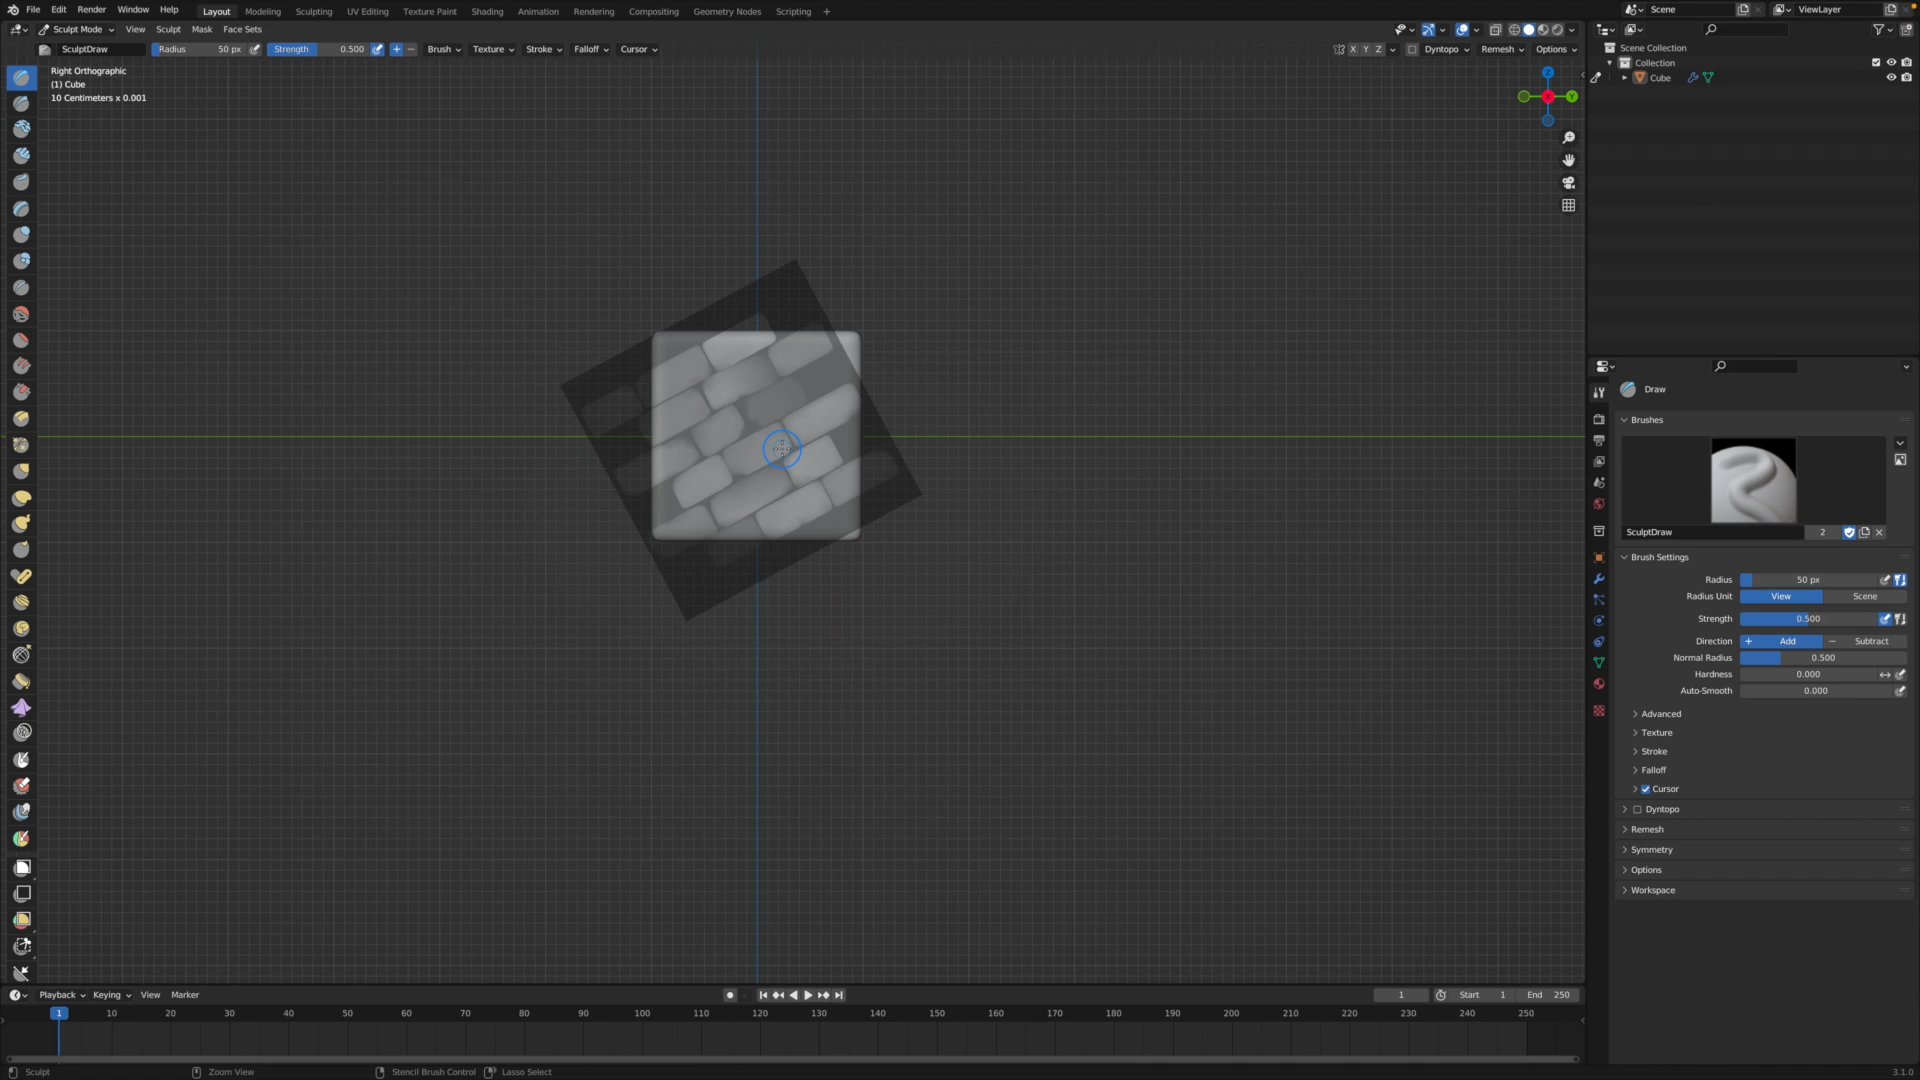 File Edit Render Window Help Layout Modeling Sculpting UV Editing Texture Paint Shading Animation Rendering Compositing Geometry Nodes Scripting + Scene ViewLayer
Sculpt Mode View Sculpt Mask Face Sets
SculptDraw Radius 50 px Strength 0.500 Brush Texture Stroke Falloff Cursor X Y Z Dyntopo Remesh Options
Right Orthographic
(1) Cube
10 Centimeters x 0.001
Z
Y
Scene Collection
Collection
Cube
Draw
Brushes
SculptDraw 2
Brush Settings
Radius 50 px
Radius Unit View Scene
Strength 0.500
Direction + Add − Subtract
Normal Radius 0.500
Hardness 0.000
Auto-Smooth 0.000
Advanced
Texture
Stroke
Falloff
Cursor
Dyntopo
Remesh
Symmetry
Options
Workspace
Playback Keying View Marker 1 Start 1 End 250
1 10 20 30 40 50 60 70 80 90 100 110 120 130 140 150 160 170 180 190 200 210 220 230 240 250
Sculpt Zoom View Stencil Brush Control Lasso Select 3.1.0